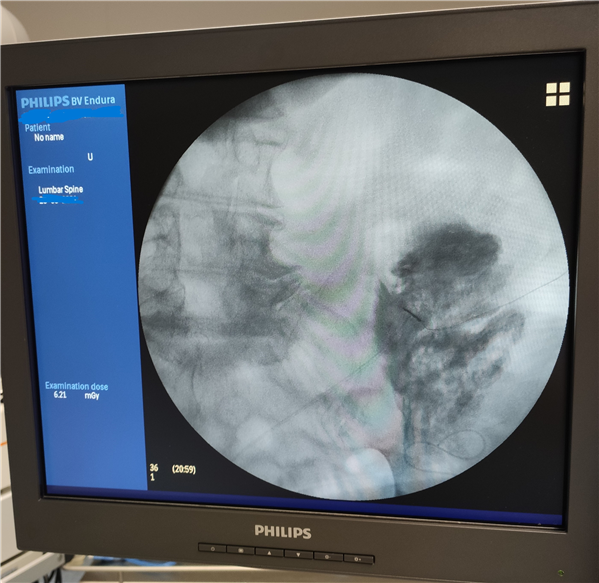 PHILIPS BV Endura
Patient
No name
U
Examination
Lumbar Spine
Examination dose
6.21 mGy
36 (20:59)
1
PHILIPS